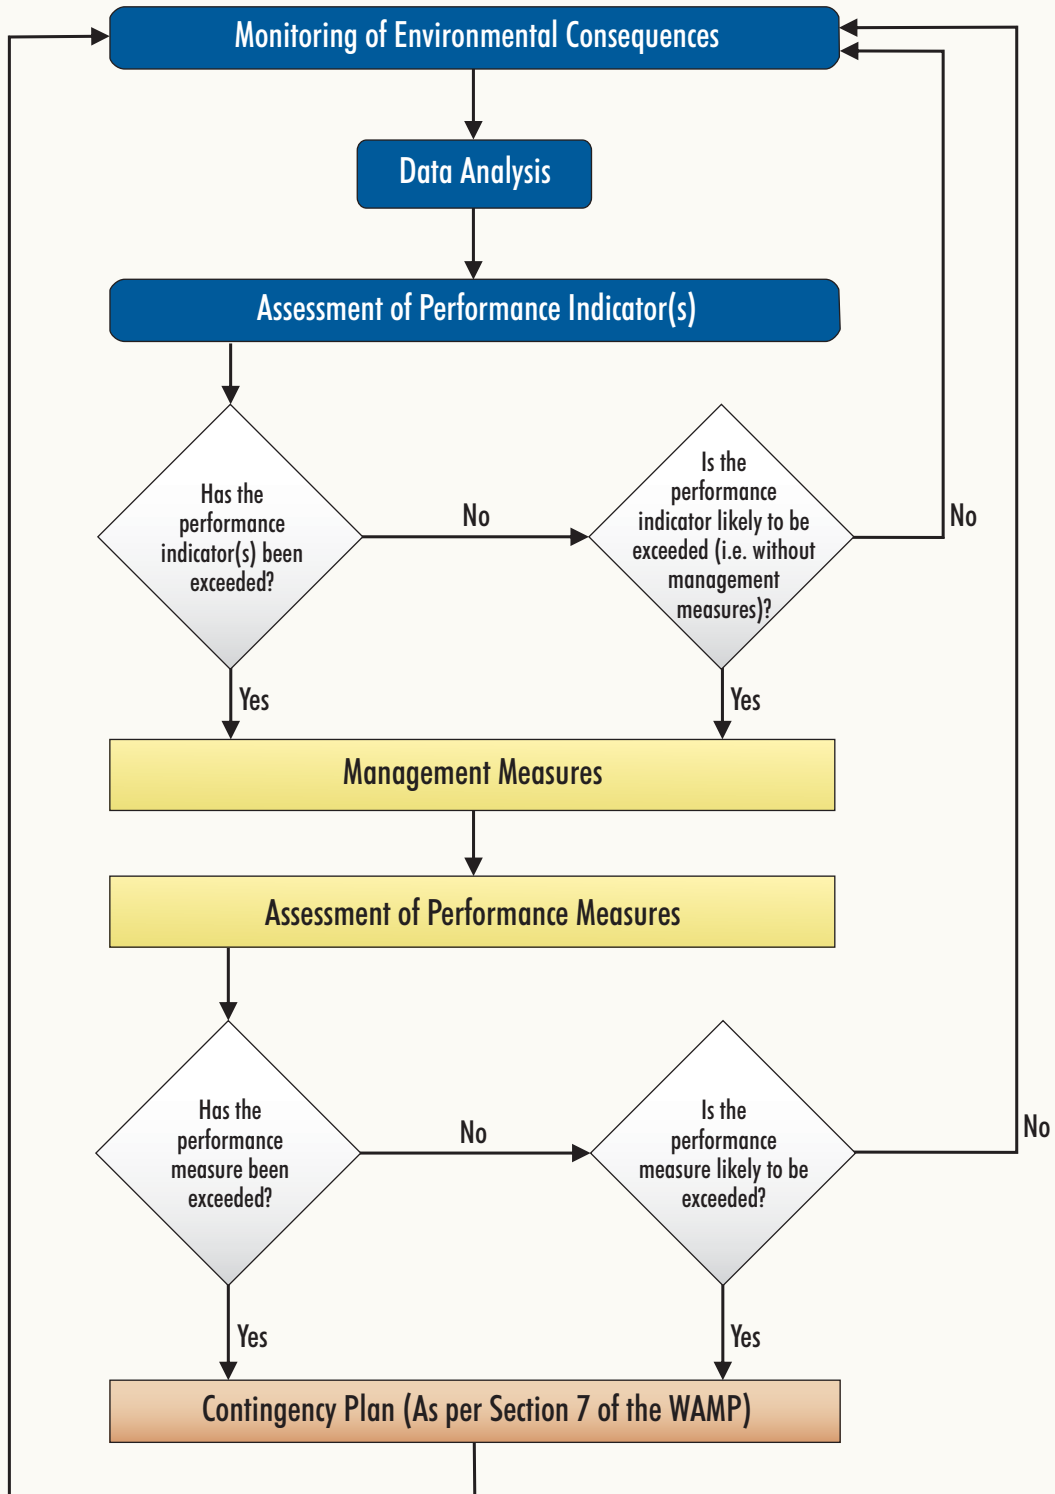 Monitoring of Environmental Consequences
Data Analysis
Assessment of Performance Indicator(s)
Has the
performance
indicator(s) been
exceeded?
No
Is the
performance
indicator likely to be
exceeded (i.e. without
management
measures)?
No
Yes
Yes
Management Measures
Assessment of Performance Measures
Has the
performance
measure been
exceeded?
No
Is the
performance
measure likely to be
exceeded?
No
Yes
Yes
Contingency Plan (As per Section 7 of the WAMP)